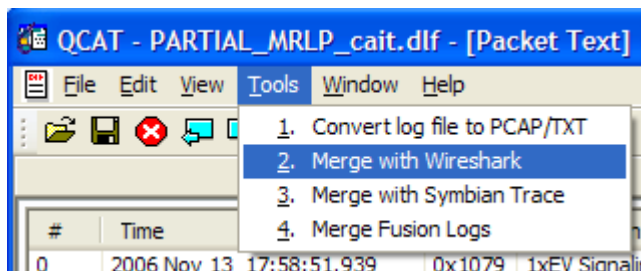 QCAT - PARTIAL_MRLP_cait.dlf - [Packet Text]
File Edit View Tools Window Help
1. Convert log file to PCAP/TXT
2. Merge with Wireshark
3. Merge with Symbian Trace
4. Merge Fusion Logs
# Time
0 2006 Nov 13 17:58:51.939 0x1079 1xEV Signalin